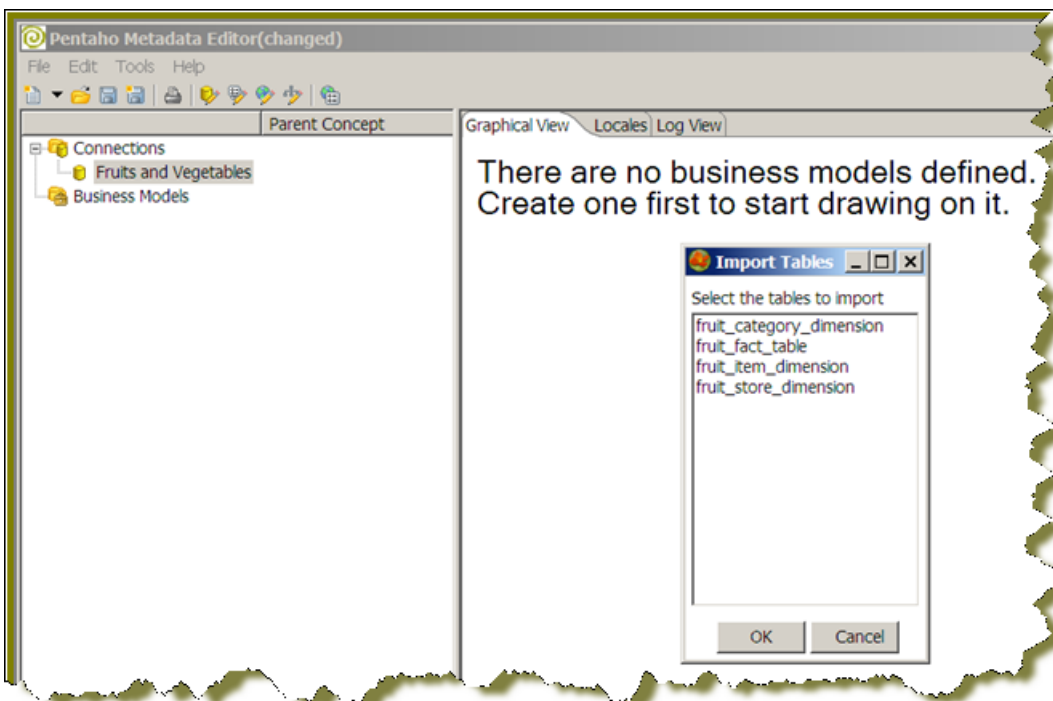 Pentaho Metadata Editor(changed)
File Edit Tools Help
Parent Concept
Connections
Fruits and Vegetables
Business Models
Graphical View Locales Log View
There are no business models defined.
Create one first to start drawing on it.
Import Tables
Select the tables to import
fruit_category_dimension
fruit_fact_table
fruit_item_dimension
fruit_store_dimension
OK Cancel